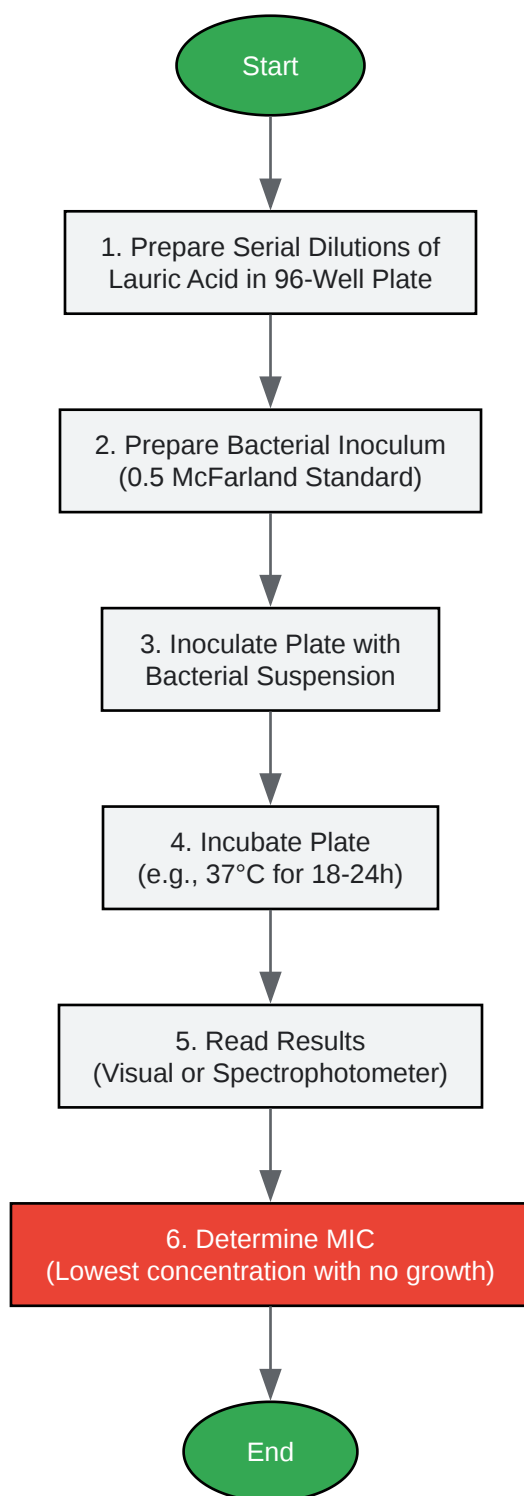 Start
1. Prepare Serial Dilutions of
Lauric Acid in 96-Well Plate
2. Prepare Bacterial Inoculum
(0.5 McFarland Standard)
3. Inoculate Plate with
Bacterial Suspension
4. Incubate Plate
(e.g., 37°C for 18-24h)
5. Read Results
(Visual or Spectrophotometer)
6. Determine MIC
(Lowest concentration with no growth)
End